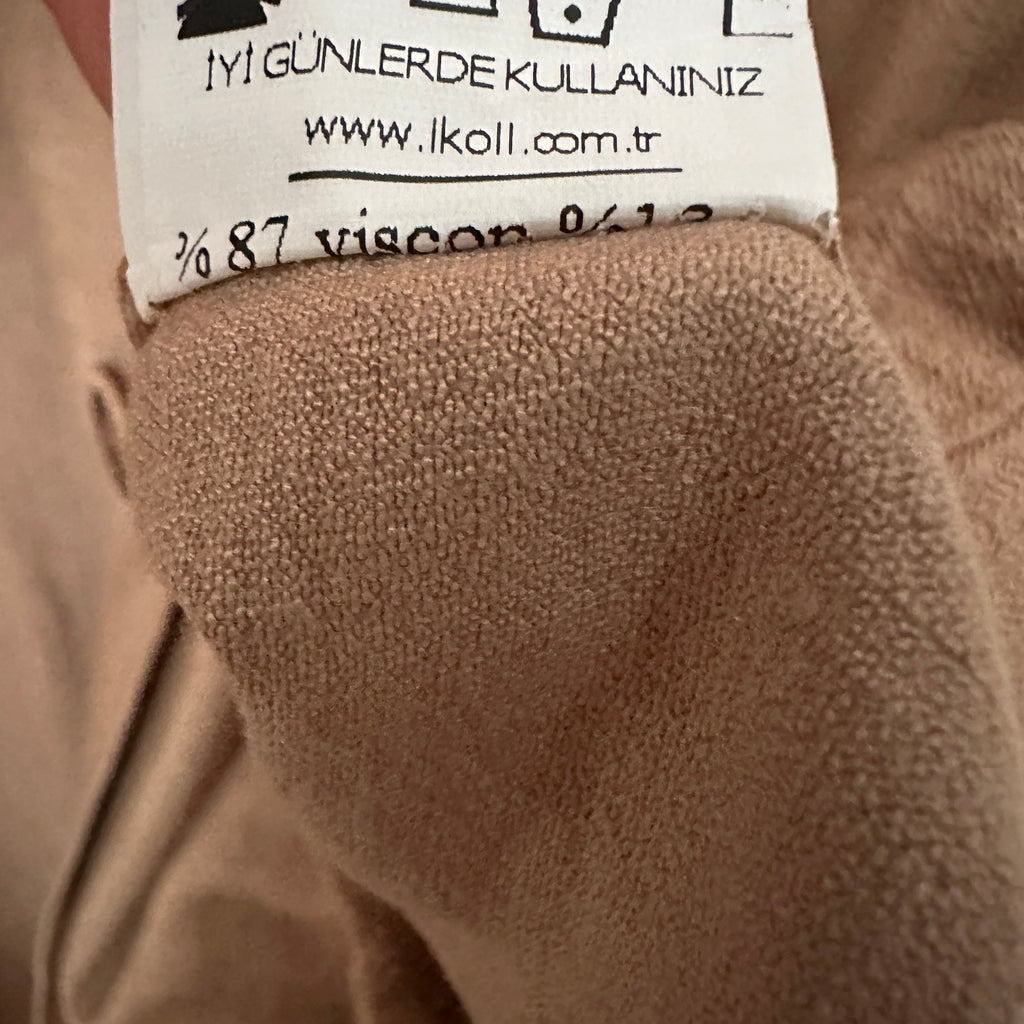 İYİ GÜNLERDE KULLANINIZ
www.lkoll.com.tr
% 87 viscon %